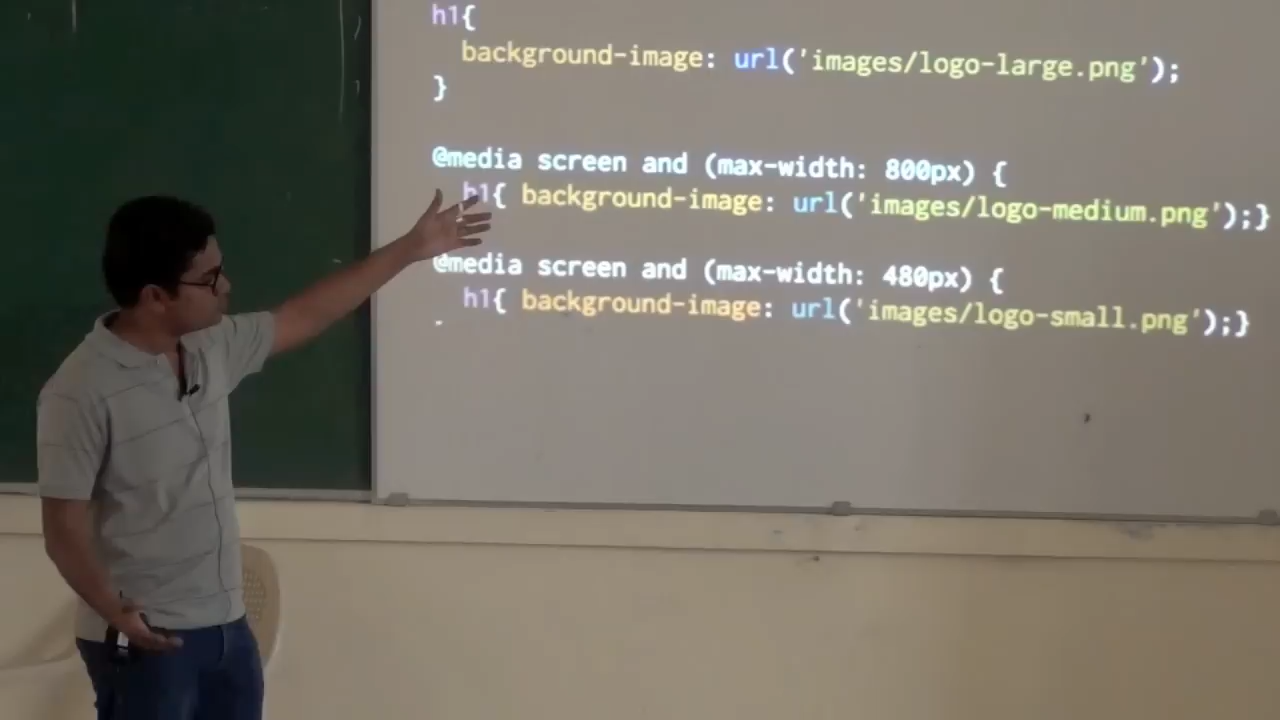 h1{
background-image: url('images/logo-large.png');
}
@media screen and (max-width: 800px) {
h1{ background-image: url('images/logo-medium.png');}
@media screen and (max-width: 480px) {
h1{ background-image: url('images/logo-small.png');}